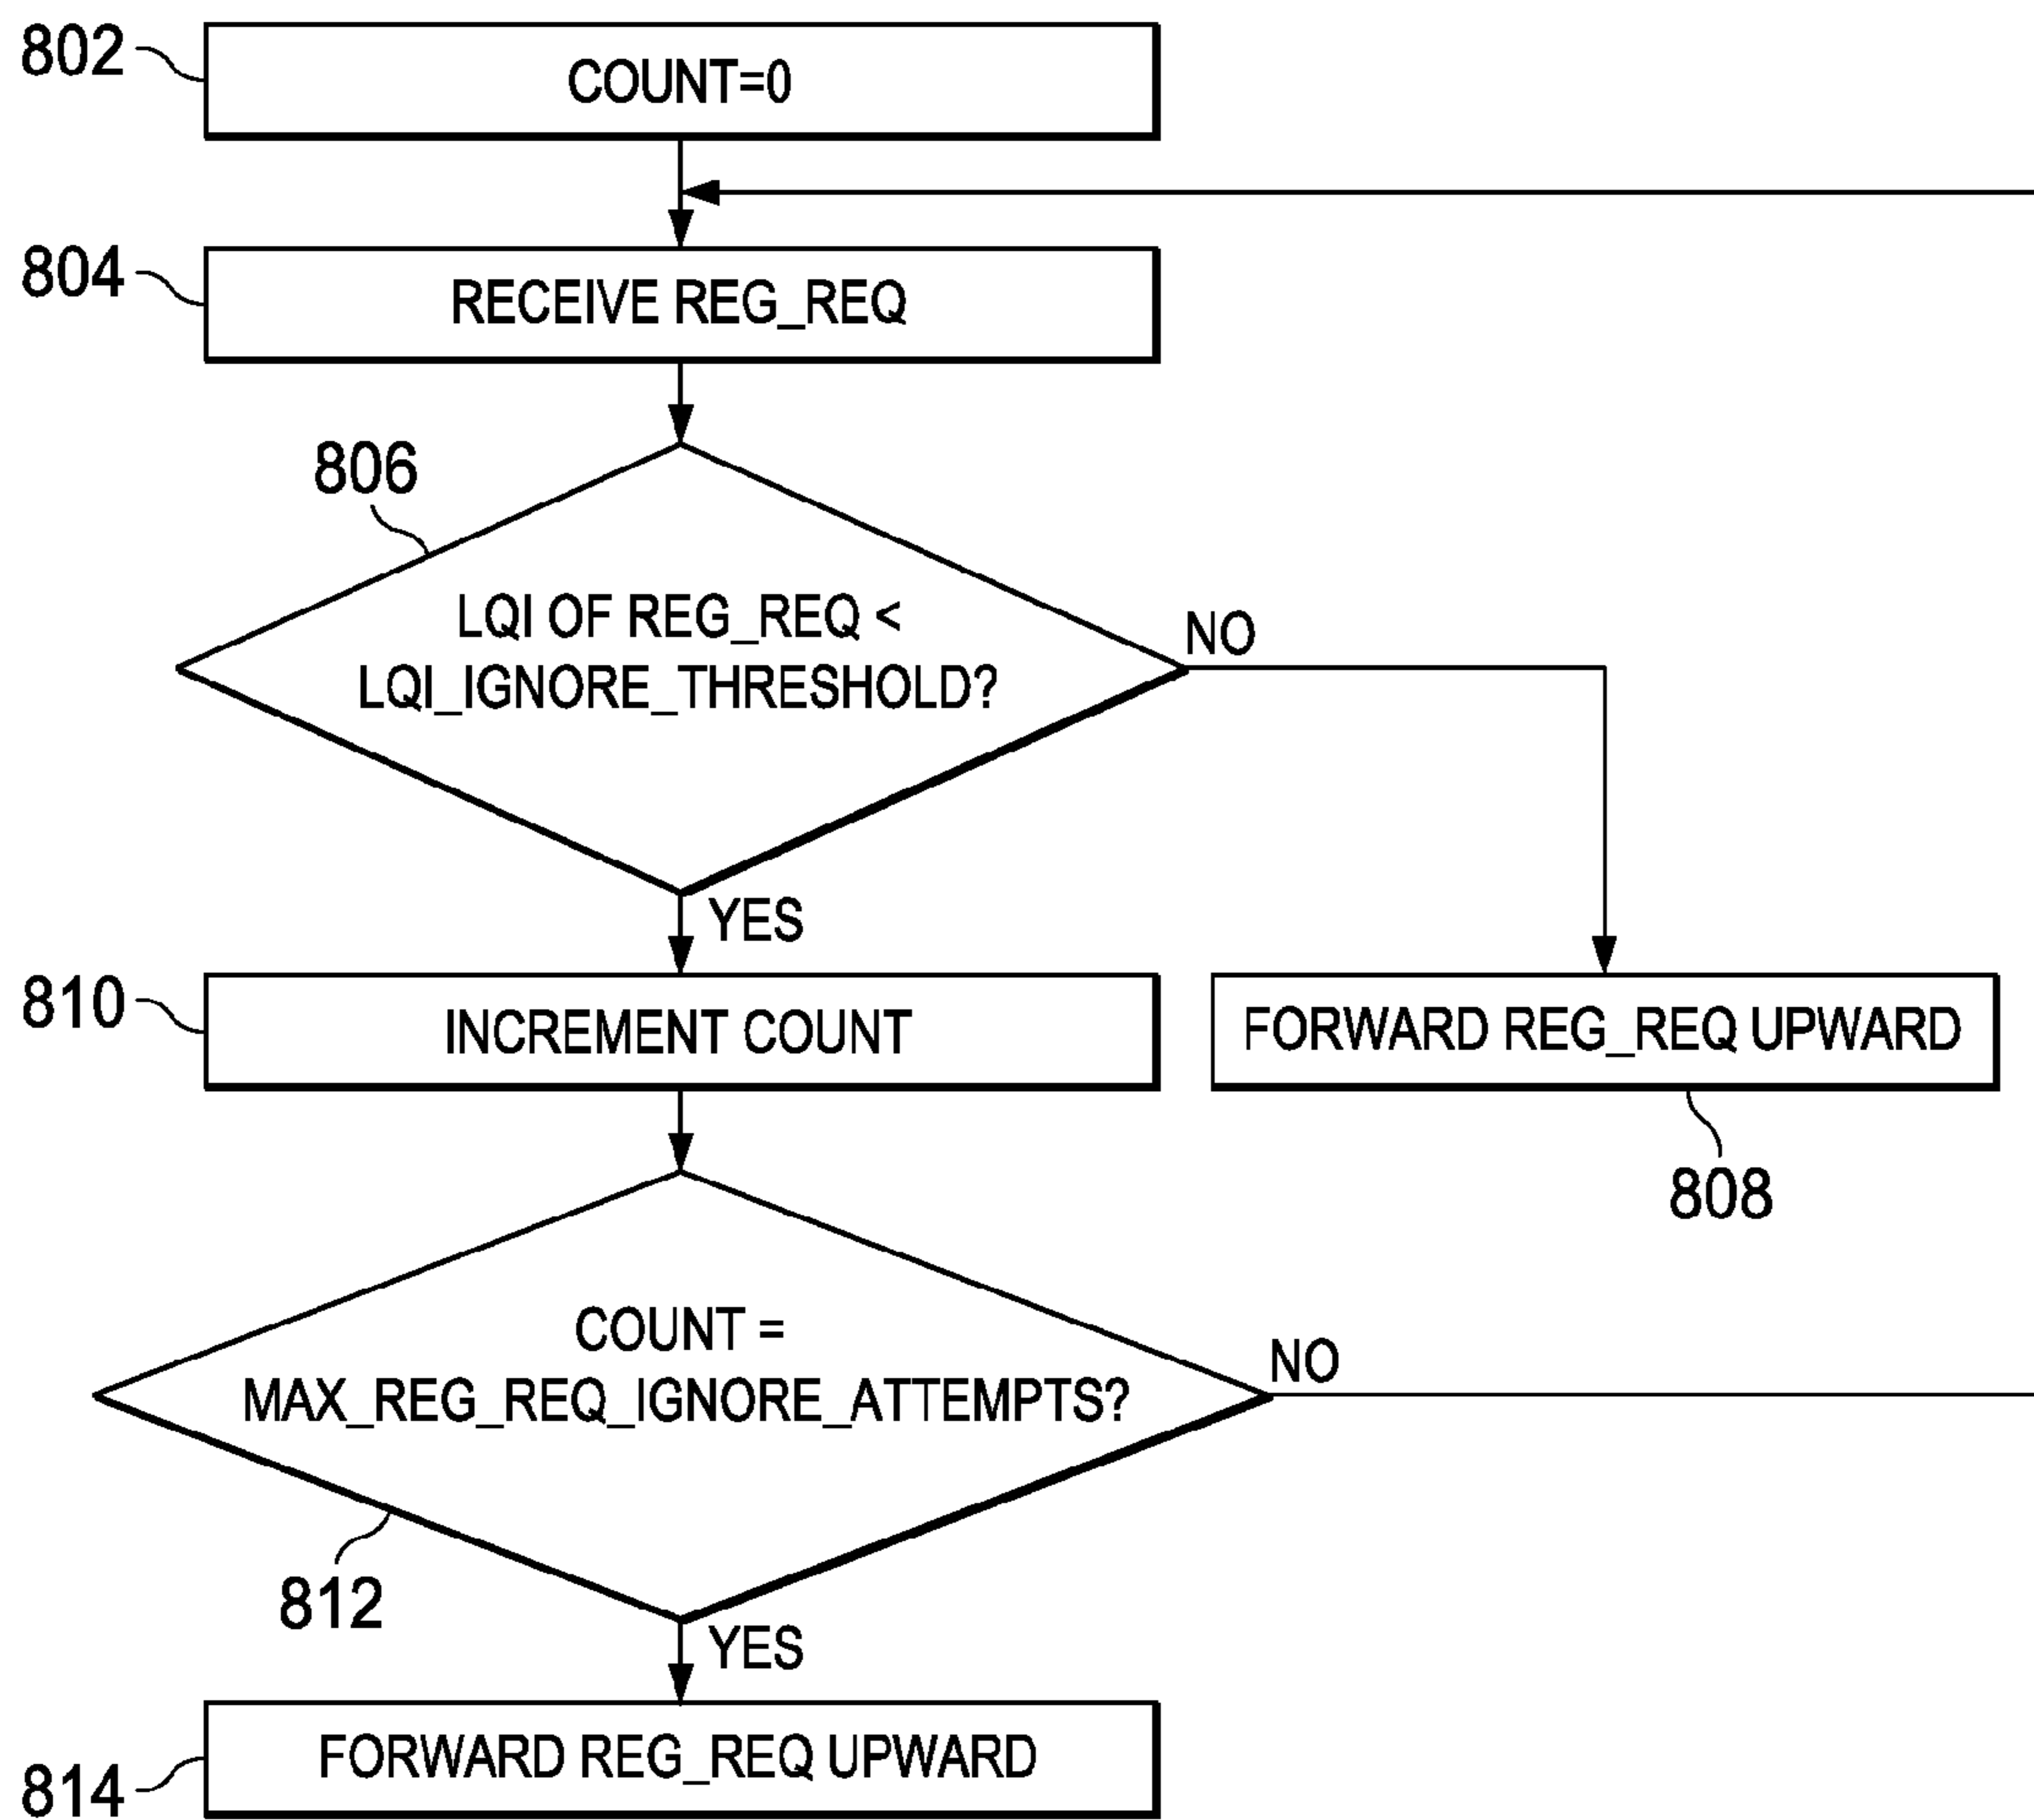 802
COUNT=0
804
RECEIVE REG_REQ
806
LQI OF REG_REQ <
LQI_IGNORE_THRESHOLD?
NO
YES
810
INCREMENT COUNT
FORWARD REG_REQ UPWARD
808
COUNT =
MAX_REG_REQ_IGNORE_ATTEMPTS?
NO
812
YES
814
FORWARD REG_REQ UPWARD